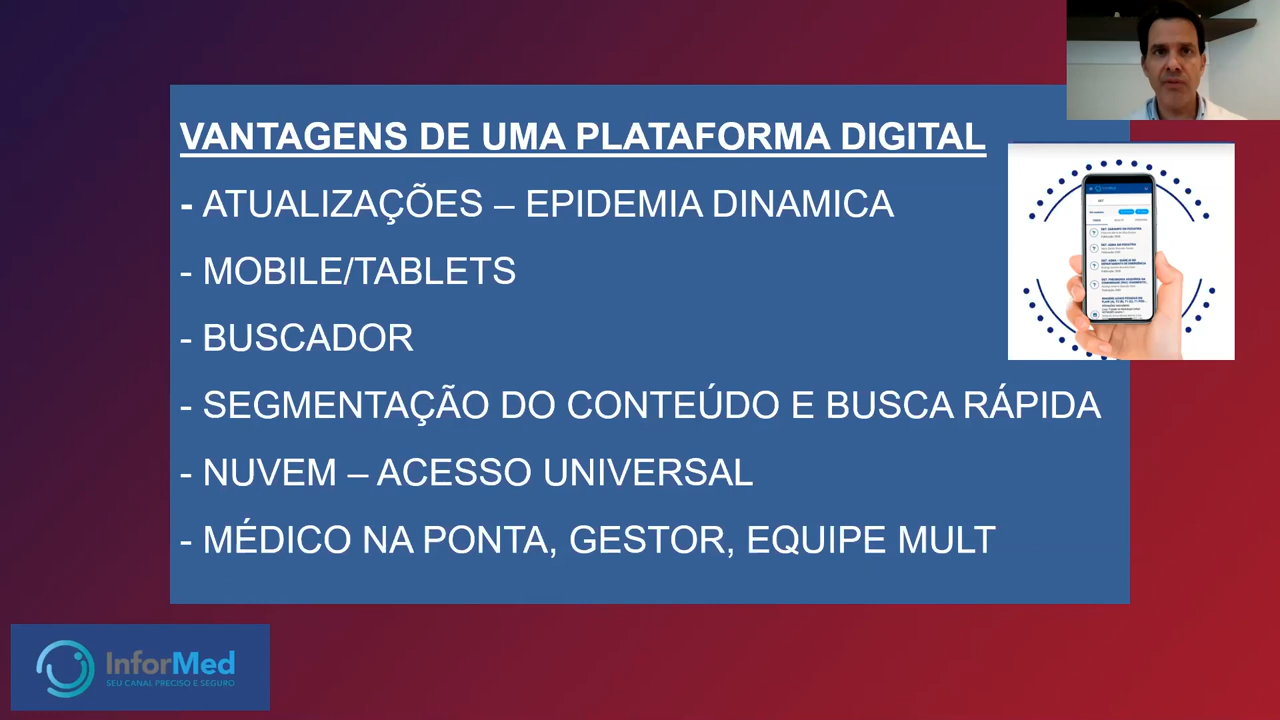 VANTAGENS DE UMA PLATAFORMA DIGITAL
- ATUALIZAÇÕES – EPIDEMIA DINAMICA
- MOBILE/TABLETS
- BUSCADOR
- SEGMENTAÇÃO DO CONTEÚDO E BUSCA RÁPIDA
- NUVEM – ACESSO UNIVERSAL
- MÉDICO NA PONTA, GESTOR, EQUIPE MULT
InforMed
SEU CANAL PRECISO E SEGURO